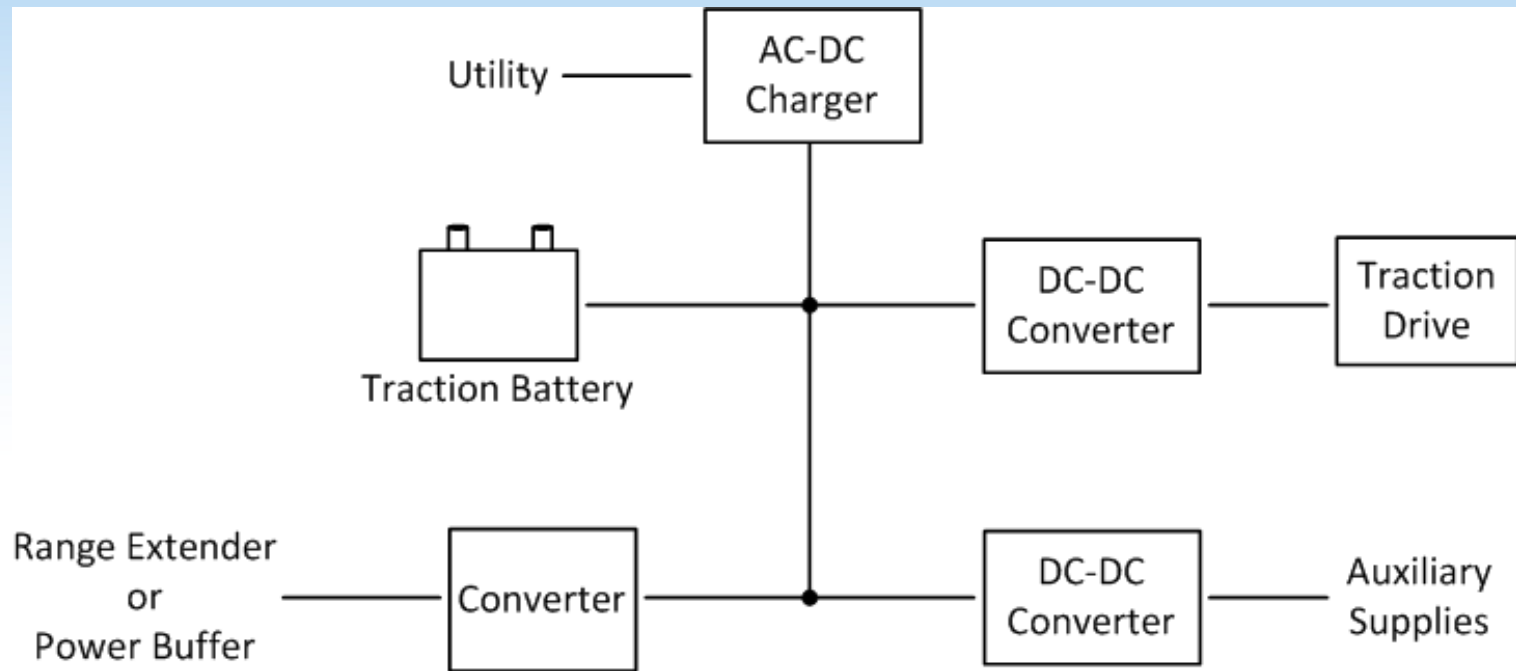 Utility
AC-DC
Charger
Traction Battery
DC-DC
Converter
Traction
Drive
Range Extender
or
Power Buffer
Converter
DC-DC
Converter
Auxiliary
Supplies